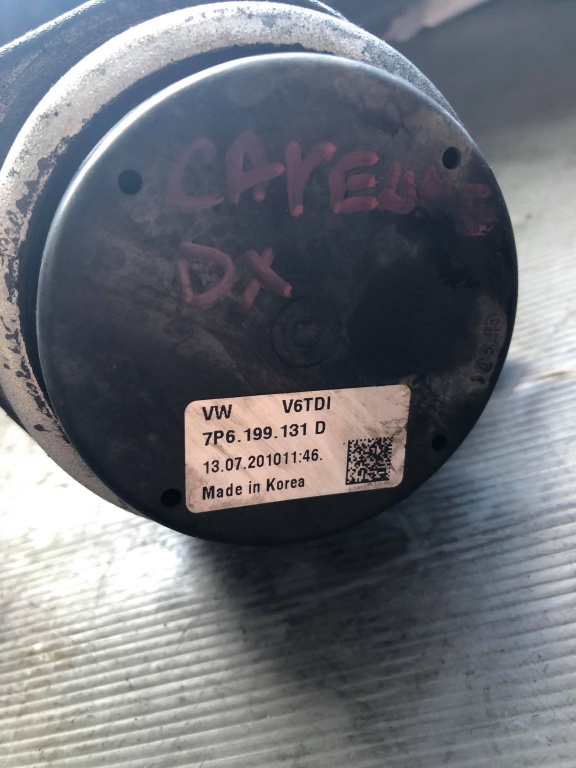 CAYENNE
DX
VW V6TDI
7P6.199.131 D
13.07.201011:46.
Made in Korea